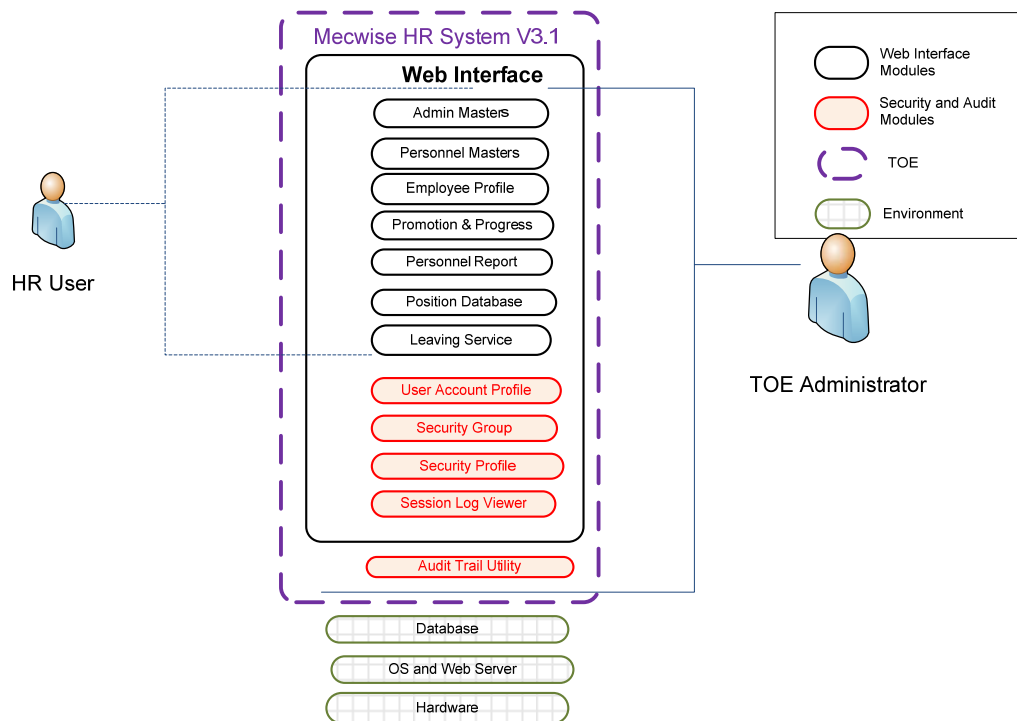 Mecwise HR System V3.1
Web Interface
Admin Masters
Personnel Masters
Employee Profile
Promotion & Progress
Personnel Report
Position Database
Leaving Service
User Account Profile
Security Group
Security Profile
Session Log Viewer
Audit Trail Utility
Database
OS and Web Server
Hardware
HR User
Web Interface
Modules
Security and Audit
Modules
TOE
Environment
TOE Administrator